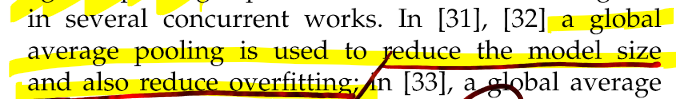 in several concurrent works. In [31], [32] a global
average pooling is used to reduce the model size
and also reduce overfitting; in [33], a global average